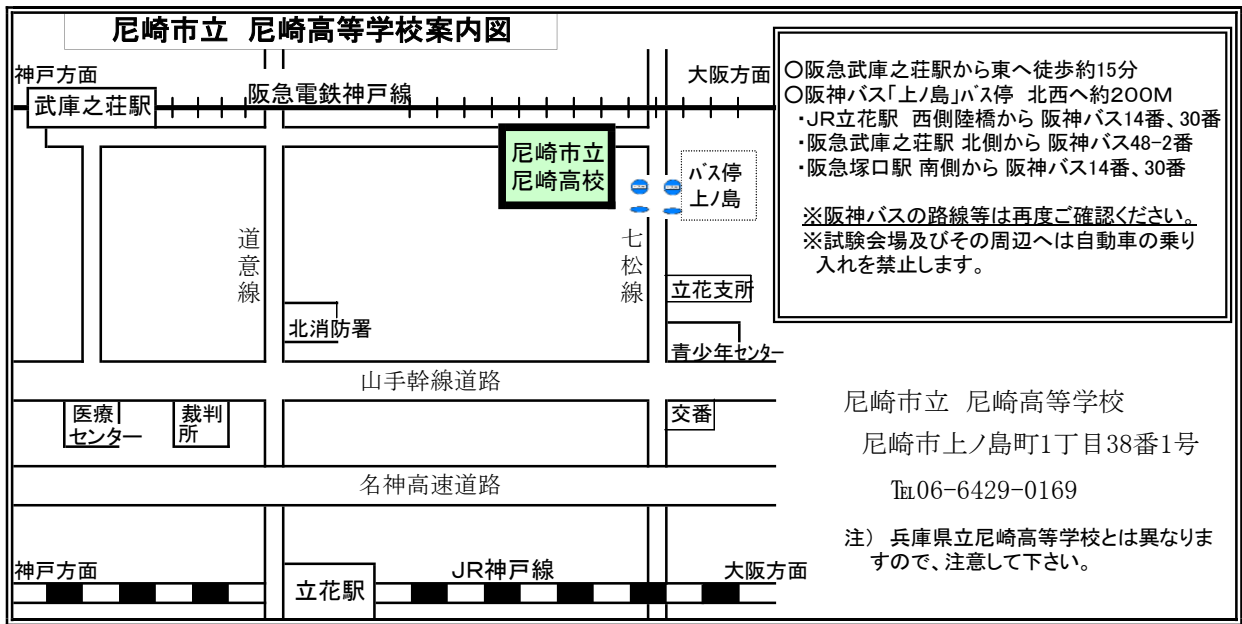 尼崎市立 尼崎高等学校案内図
神戸方面
武庫之荘駅
阪急電鉄神戸線
大阪方面
尼崎市立
尼崎高校
バス停
上ノ島
道意線
七松線
立花支所
北消防署
青少年センター
山手幹線道路
医療
センター
裁判
所
交番
名神高速道路
神戸方面
立花駅
JR神戸線
大阪方面
○阪急武庫之荘駅から東へ徒歩約15分
○阪神バス「上ノ島」バス停 北西へ約200M
・JR立花駅 西側陸橋から 阪神バス14番、30番
・阪急武庫之荘駅 北側から 阪神バス48-2番
・阪急塚口駅 南側から 阪神バス14番、30番
※阪神バスの路線等は再度ご確認ください。
※試験会場及びその周辺へは自動車の乗り
入れを禁止します。
尼崎市立 尼崎高等学校
尼崎市上ノ島町1丁目38番1号
℡06-6429-0169
注) 兵庫県立尼崎高等学校とは異なりま
すので、注意して下さい。